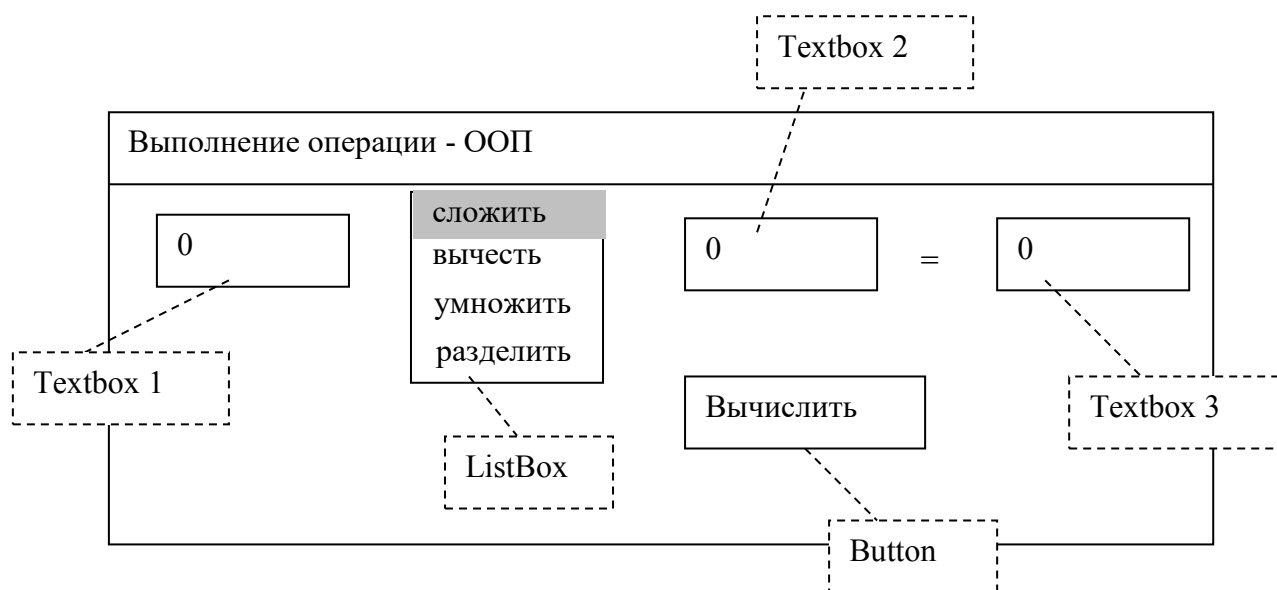 Textbox 2
Выполнение операции - ООП
0
сложить
вычесть
умножить
разделить
0
=
0
Textbox 1
Вычислить
Textbox 3
ListBox
Button